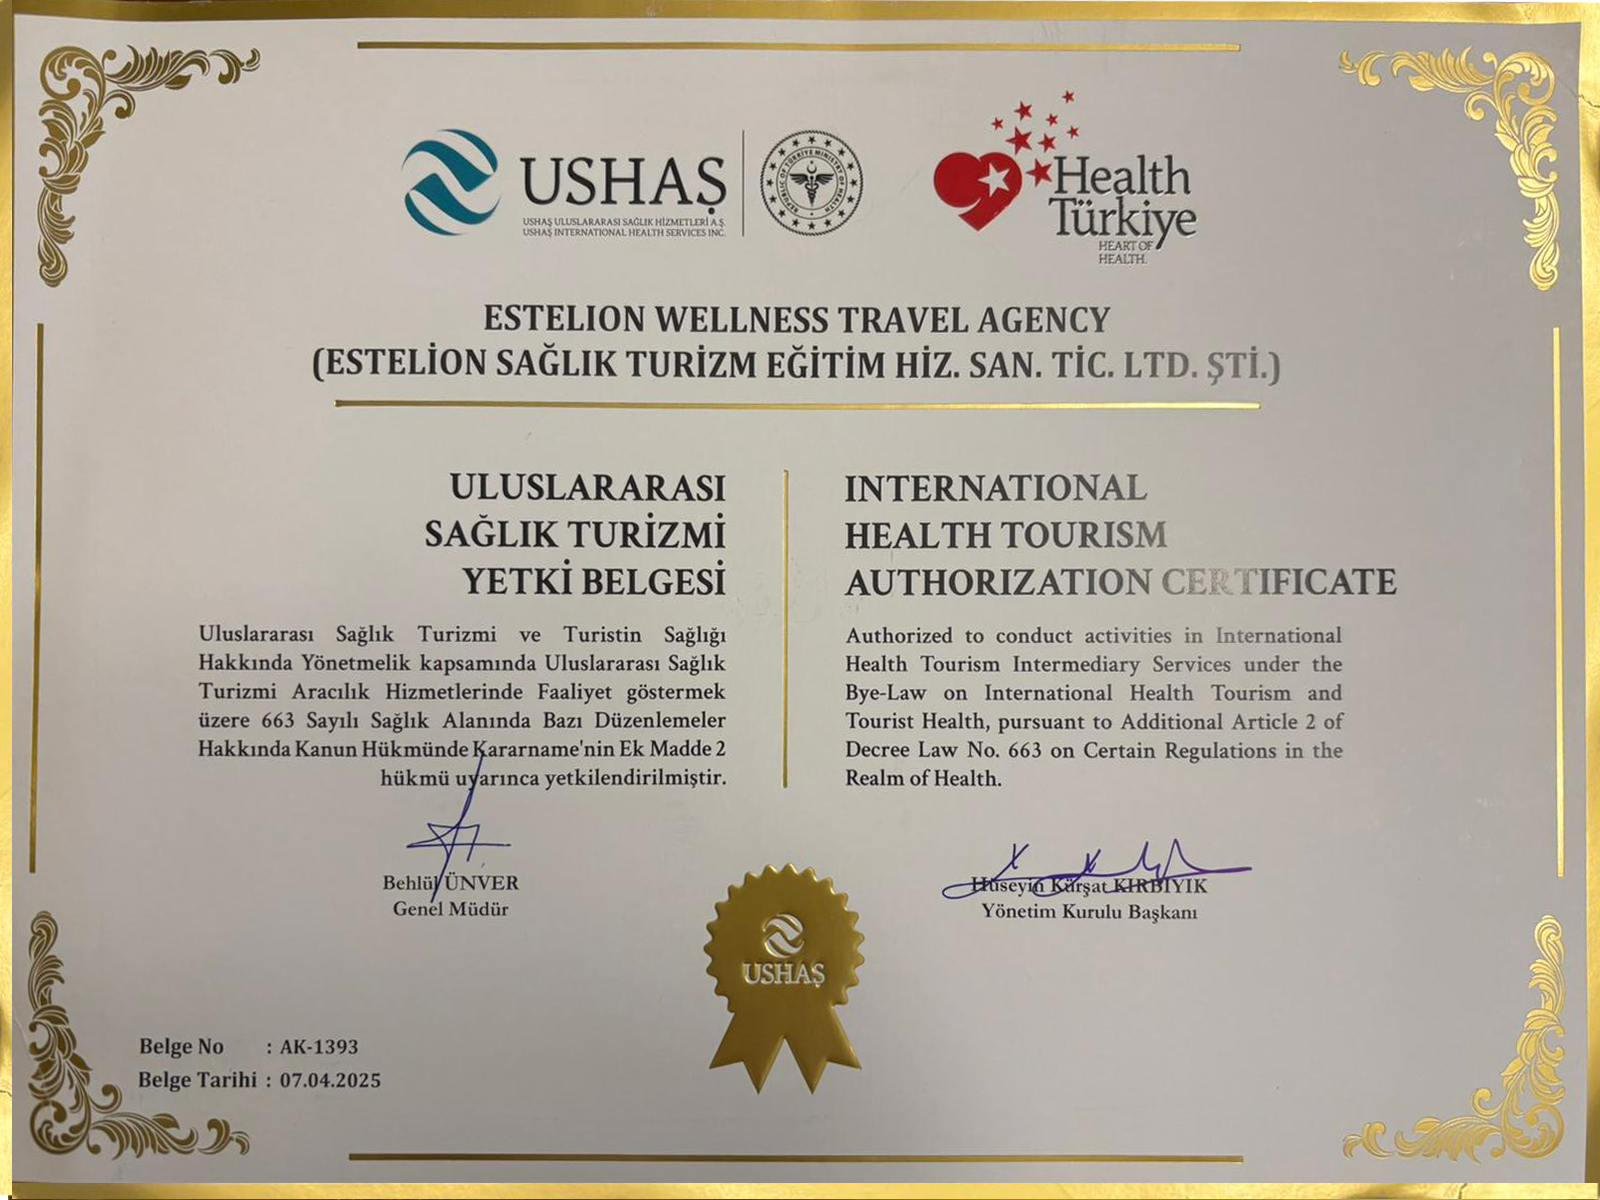 USHAŞ
USHAŞ ULUSLARARASI SAĞLIK HİZMETLERİ A.Ş.
USHAŞ INTERNATIONAL HEALTH SERVICES INC.
REPUBLIC OF TÜRKİYE MINISTRY OF HEALTH
Health
Türkiye
HEART OF
HEALTH.
ESTELION WELLNESS TRAVEL AGENCY
(ESTELİON SAĞLIK TURİZM EĞİTİM HİZ. SAN. TİC. LTD. ŞTİ.)
ULUSLARARASI
SAĞLIK TURİZMİ
YETKİ BELGESİ
Uluslararası Sağlık Turizmi ve Turistin Sağlığı
Hakkında Yönetmelik kapsamında Uluslararası Sağlık
Turizmi Aracılık Hizmetlerinde Faaliyet göstermek
üzere 663 Sayılı Sağlık Alanında Bazı Düzenlemeler
Hakkında Kanun Hükmünde Kararname'nin Ek Madde 2
hükmü uyarınca yetkilendirilmiştir.
INTERNATIONAL
HEALTH TOURISM
AUTHORIZATION CERTIFICATE
Authorized to conduct activities in International
Health Tourism Intermediary Services under the
Bye-Law on International Health Tourism and
Tourist Health, pursuant to Additional Article 2 of
Decree Law No. 663 on Certain Regulations in the
Realm of Health.
Behlül ÜNVER
Genel Müdür
Hüseyin Kürşat KIRBIYIK
Yönetim Kurulu Başkanı
USHAŞ
Belge No : AK-1393
Belge Tarihi : 07.04.2025